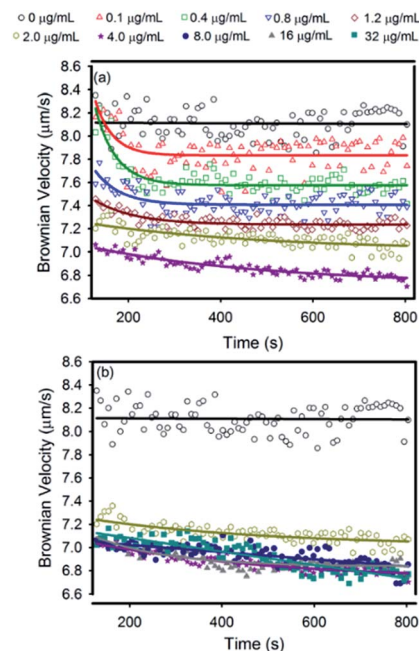 0 μg/mL 0.1 μg/mL 0.4 μg/mL 0.8 μg/mL 1.2 μg/mL
2.0 μg/mL 4.0 μg/mL 8.0 μg/mL 16 μg/mL 32 μg/mL
(a)
Brownian Velocity (μm/s)
8.6
8.4
8.2
8.0
7.8
7.6
7.4
7.2
7.0
6.8
6.6
200 400 600 800
Time (s)
(b)
Brownian Velocity (μm/s)
8.6
8.4
8.2
8.0
7.8
7.6
7.4
7.2
7.0
6.8
6.6
200 400 600 800
Time (s)